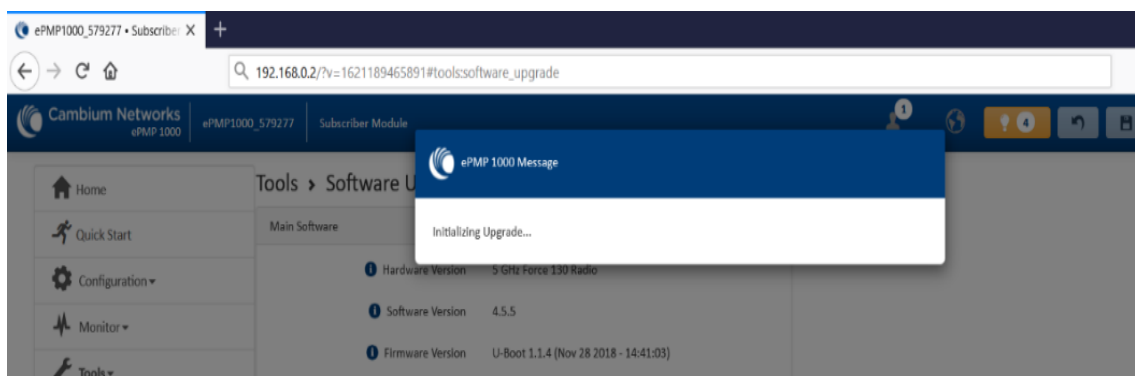 ePMP1000_579277 • Subscriber
192.168.0.2/?v=1621189465891#tools:software_upgrade
Cambium Networks
ePMP 1000
ePMP1000_579277
Subscriber Module
1
4
ePMP 1000 Message
Initializing Upgrade...
Home
Quick Start
Configuration
Monitor
Tools
Tools > Software U
Main Software
Hardware Version 5 GHz Force 130 Radio
Software Version 4.5.5
Firmware Version U-Boot 1.1.4 (Nov 28 2018 - 14:41:03)